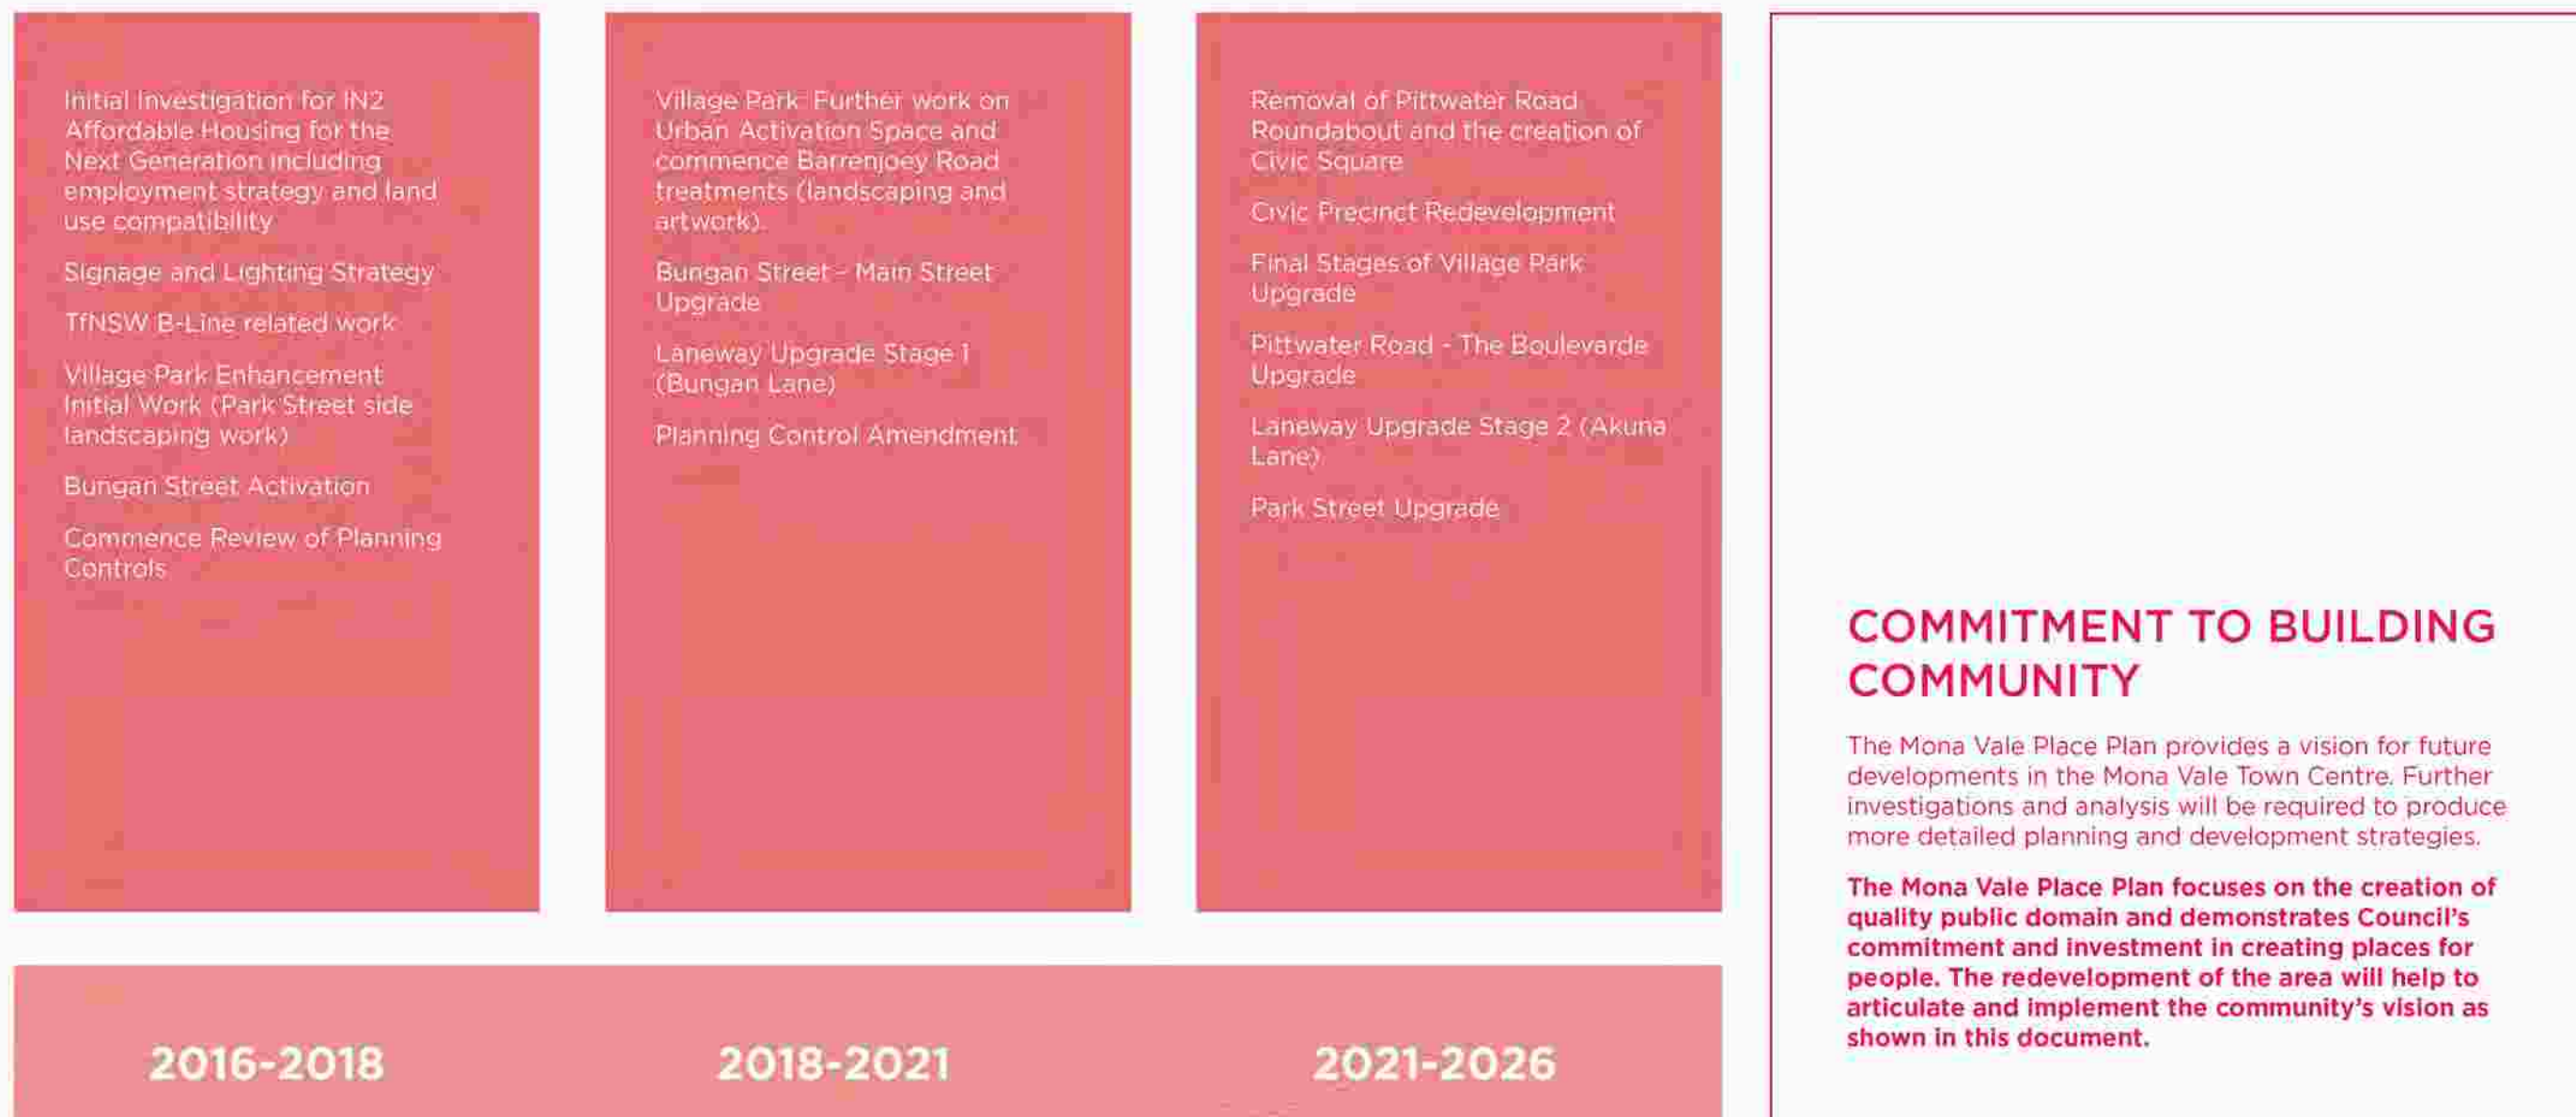 Initial Investigation for IN2
Affordable Housing for the
Next Generation including
employment strategy and land
use compatibility
Signage and Lighting Strategy
TfNSW B-Line related work
Village Park Enhancement
Initial Work (Park Street side
landscaping work)
Bungan Street Activation
Commence Review of Planning
Controls
Village Park: Further work on
Urban Activation Space and
commence Barrenjoey Road
treatments (landscaping and
artwork).
Bungan Street - Main Street
Upgrade
Laneway Upgrade Stage 1
(Bungan Lane)
Planning Control Amendment
Removal of Pittwater Road
Roundabout and the creation of
Civic Square
Civic Precinct Redevelopment
Final Stages of Village Park
Upgrade
Pittwater Road - The Boulevarde
Upgrade
Laneway Upgrade Stage 2 (Akuna
Lane)
Park Street Upgrade
2016-2018
2018-2021
2021-2026
COMMITMENT TO BUILDING
COMMUNITY
The Mona Vale Place Plan provides a vision for future
developments in the Mona Vale Town Centre. Further
investigations and analysis will be required to produce
more detailed planning and development strategies.
The Mona Vale Place Plan focuses on the creation of
quality public domain and demonstrates Council's
commitment and investment in creating places for
people. The redevelopment of the area will help to
articulate and implement the community's vision as
shown in this document.